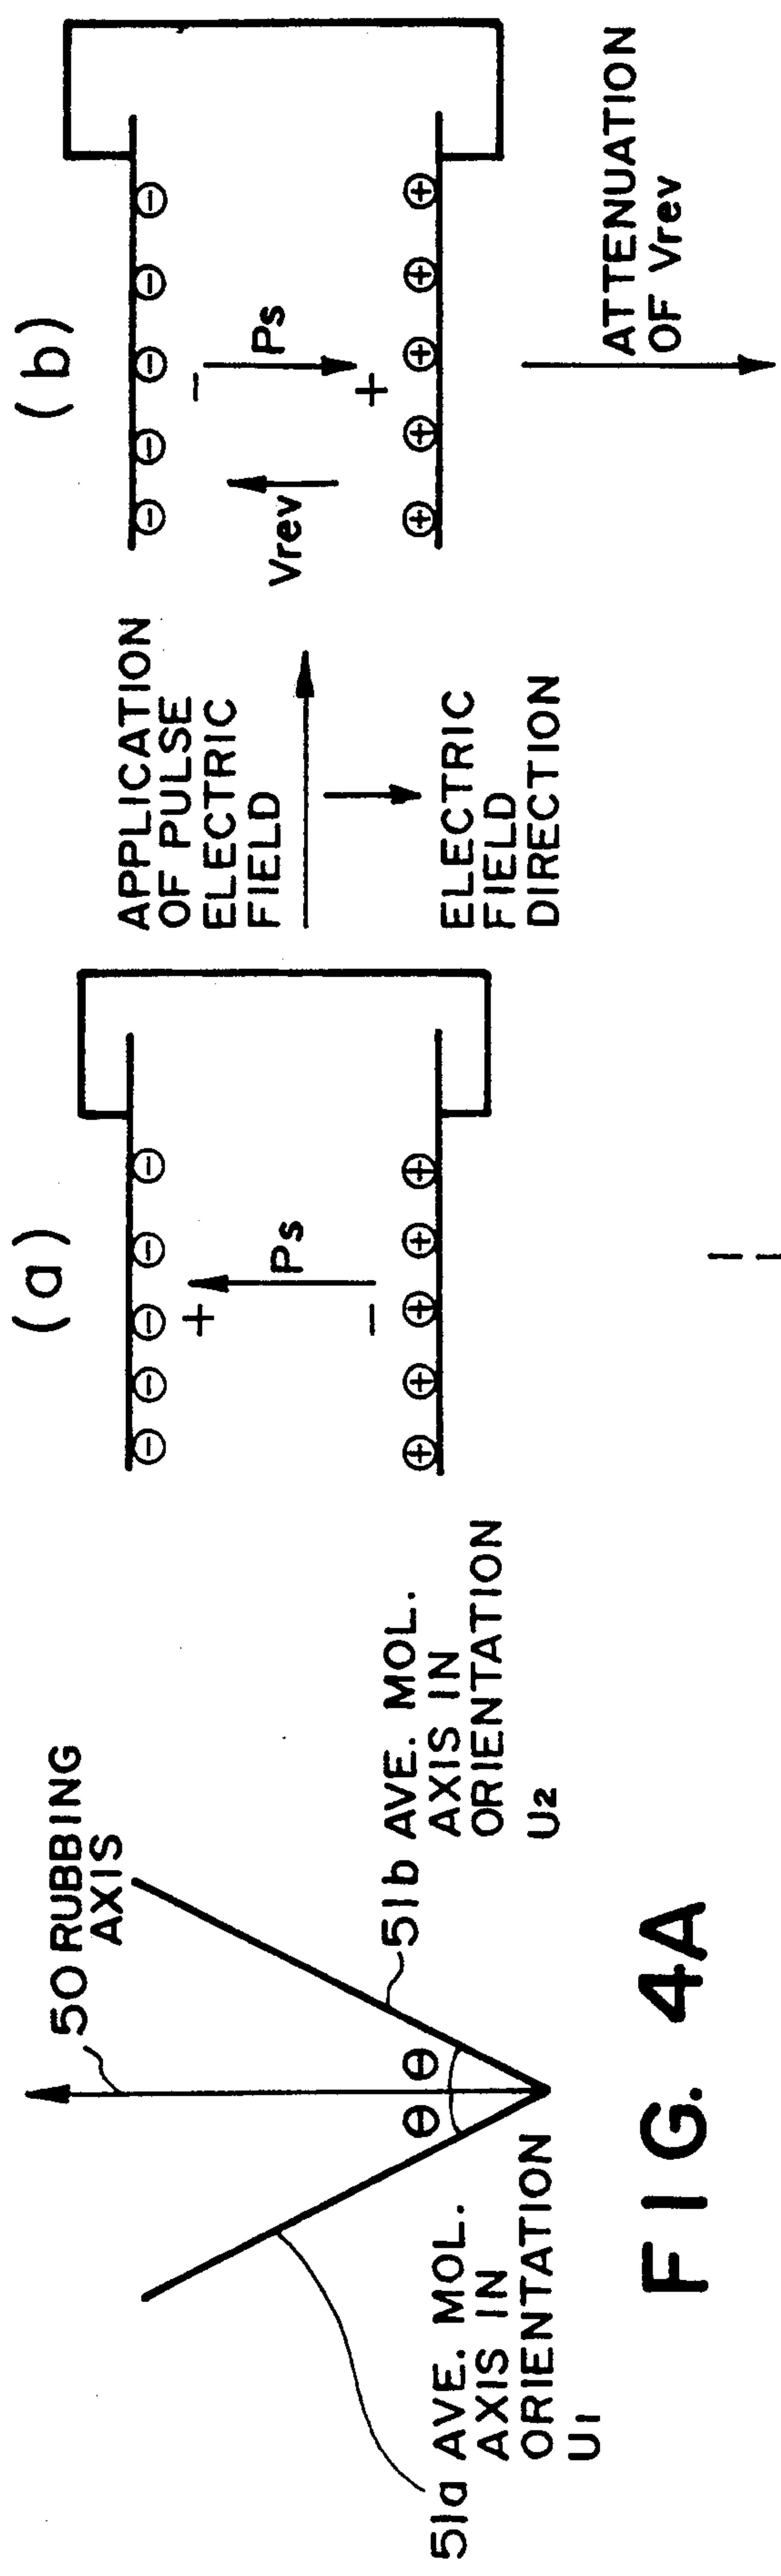 50 RUBBING
AXIS
θ θ
51a AVE. MOL.
AXIS IN
ORIENTATION
U1
51b AVE. MOL.
AXIS IN
ORIENTATION
U2
FIG. 4A
(a)
⊖ ⊖ ⊖ ⊖ ⊖
+
Ps
−
⊕ ⊕ ⊕ ⊕ ⊕
APPLICATION
OF PULSE
ELECTRIC
FIELD
ELECTRIC
FIELD
DIRECTION
(b)
⊖ ⊖ ⊖ ⊖ ⊖
−
Vrev
Ps
+
⊕ ⊕ ⊕ ⊕ ⊕
ATTENUATION
OF Vrev